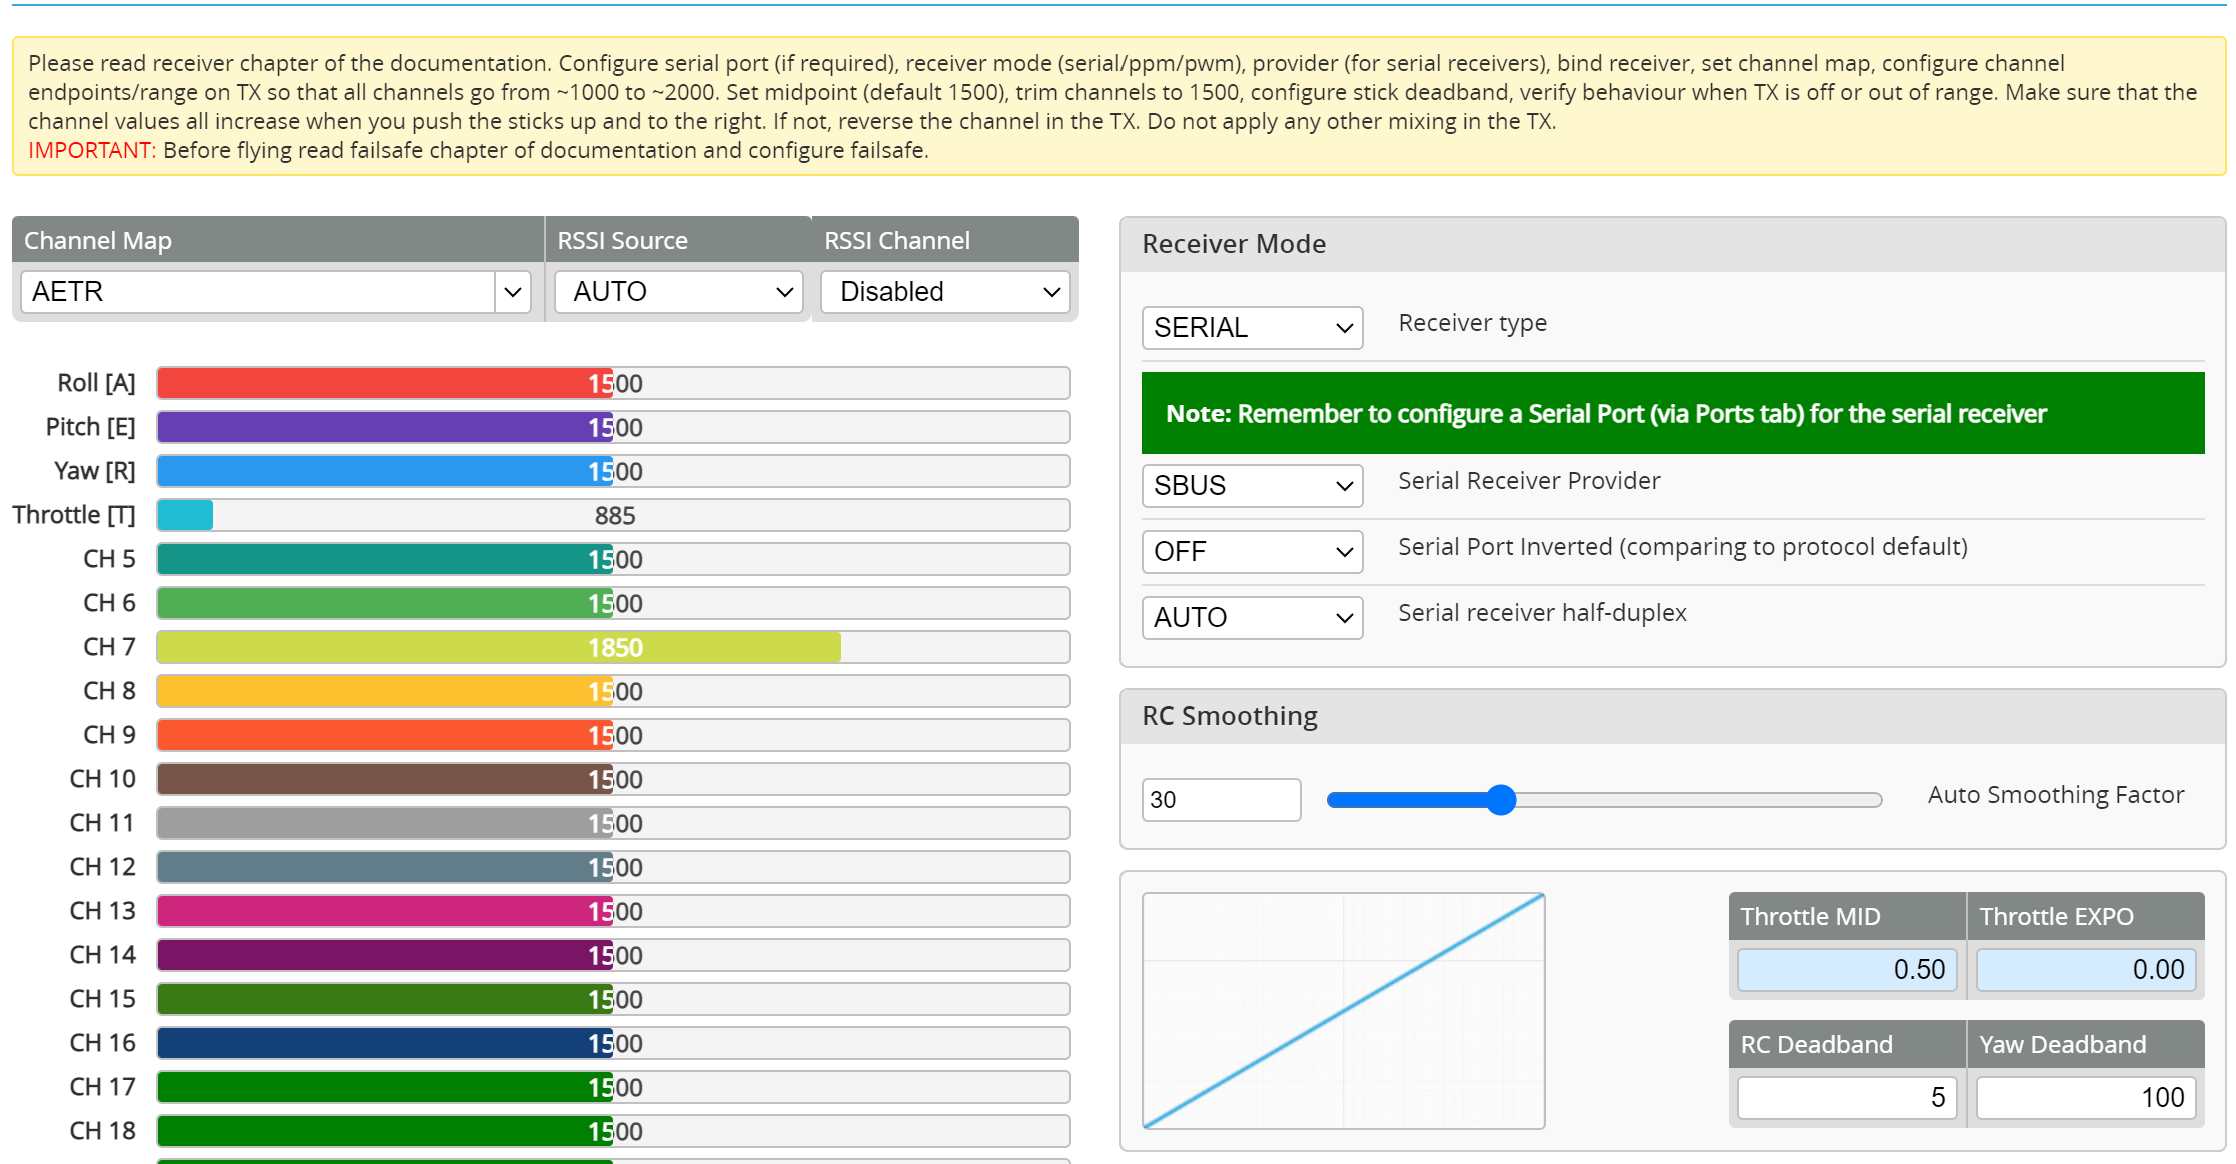 Please read receiver chapter of the documentation. Configure serial port (if required), receiver mode (serial/ppm/pwm), provider (for serial receivers), bind receiver, set channel map, configure channel
endpoints/range on TX so that all channels go from ~1000 to ~2000. Set midpoint (default 1500), trim channels to 1500, configure stick deadband, verify behaviour when TX is off or out of range. Make sure that the
channel values all increase when you push the sticks up and to the right. If not, reverse the channel in the TX. Do not apply any other mixing in the TX.
IMPORTANT: Before flying read failsafe chapter of documentation and configure failsafe.
Channel Map RSSI Source RSSI Channel
AETR AUTO Disabled
Roll [A] 1500
Pitch [E] 1500
Yaw [R] 1500
Throttle [T] 885
CH 5 1500
CH 6 1500
CH 7 1850
CH 8 1500
CH 9 1500
CH 10 1500
CH 11 1500
CH 12 1500
CH 13 1500
CH 14 1500
CH 15 1500
CH 16 1500
CH 17 1500
CH 18 1500
Receiver Mode
SERIAL Receiver type
Note: Remember to configure a Serial Port (via Ports tab) for the serial receiver
SBUS Serial Receiver Provider
OFF Serial Port Inverted (comparing to protocol default)
AUTO Serial receiver half-duplex
RC Smoothing
30 Auto Smoothing Factor
Throttle MID Throttle EXPO
0.50 0.00
RC Deadband Yaw Deadband
5 100